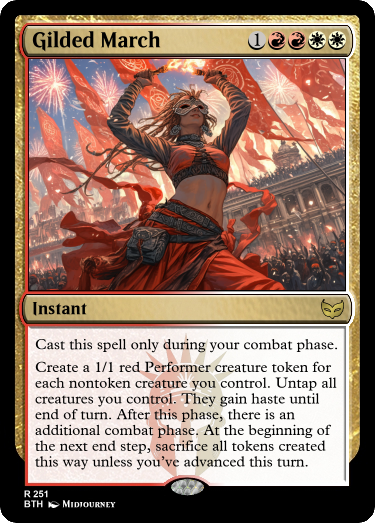 Gilded March 1
Instant
Cast this spell only during your combat phase.
Create a 1/1 red Performer creature token for
each nontoken creature you control. Untap all
creatures you control. They gain haste until
end of turn. After this phase, there is an
additional combat phase. At the beginning of
the next end step, sacrifice all tokens created
this way unless you’ve advanced this turn.
R 251
BTH Midjourney